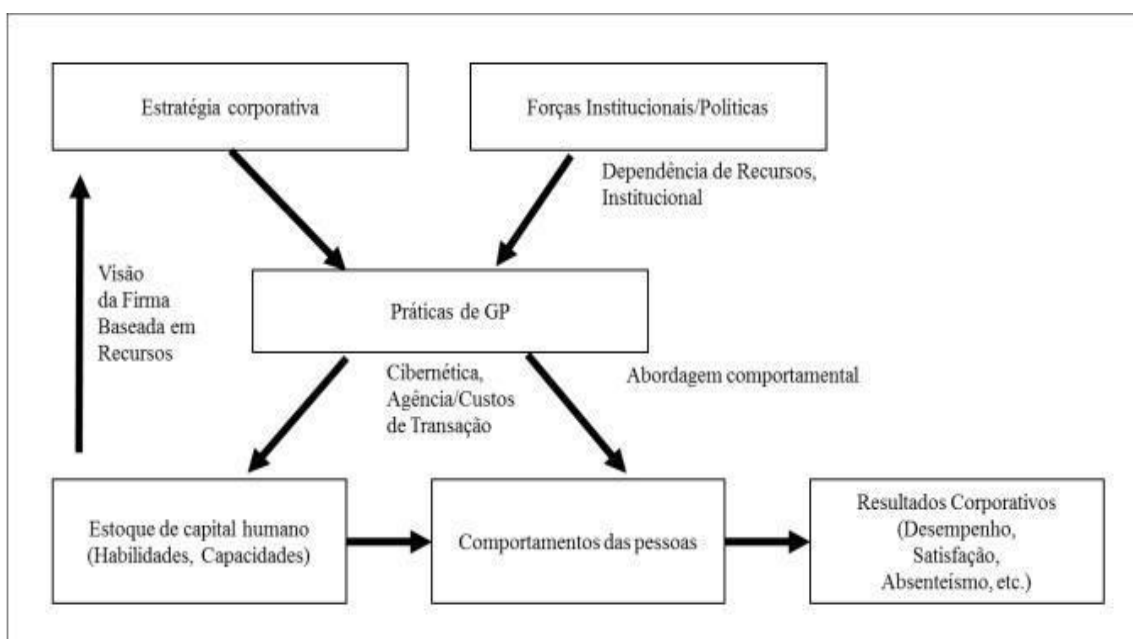 Estratégia corporativa
Forças Institucionais/Políticas
Dependência de Recursos,
Institucional
Visão
da Firma
Baseada em
Recursos
Práticas de GP
Cibernética,
Agência/Custos
de Transação
Abordagem comportamental
Estoque de capital humano
(Habilidades, Capacidades)
Comportamentos das pessoas
Resultados Corporativos
(Desempenho,
Satisfação,
Absenteísmo, etc.)